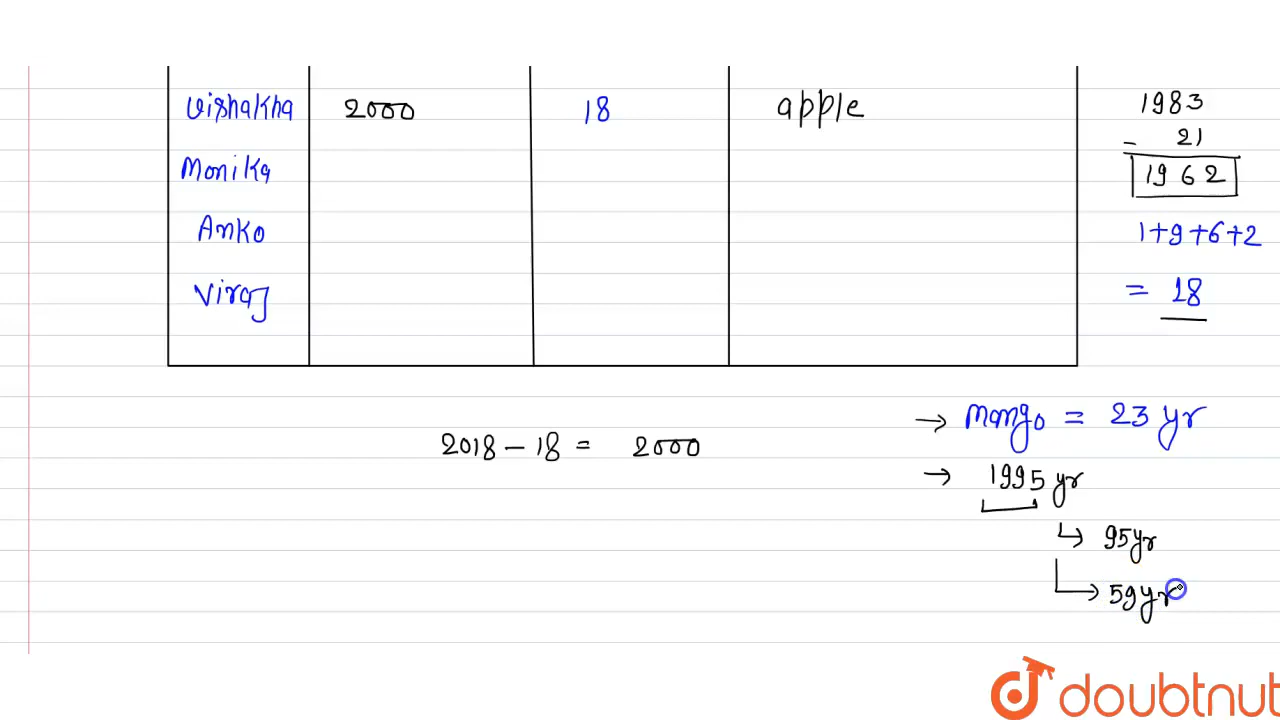 Vishakha 2000 18 apple
Monika
Anko
Viraj
1983
- 21
1962
1+9+6+2
= 18
2018 - 18 = 2000
→ mango = 23 yr
→ 1995 yr
↳ 95yr
↳ 59yr
doubtnut